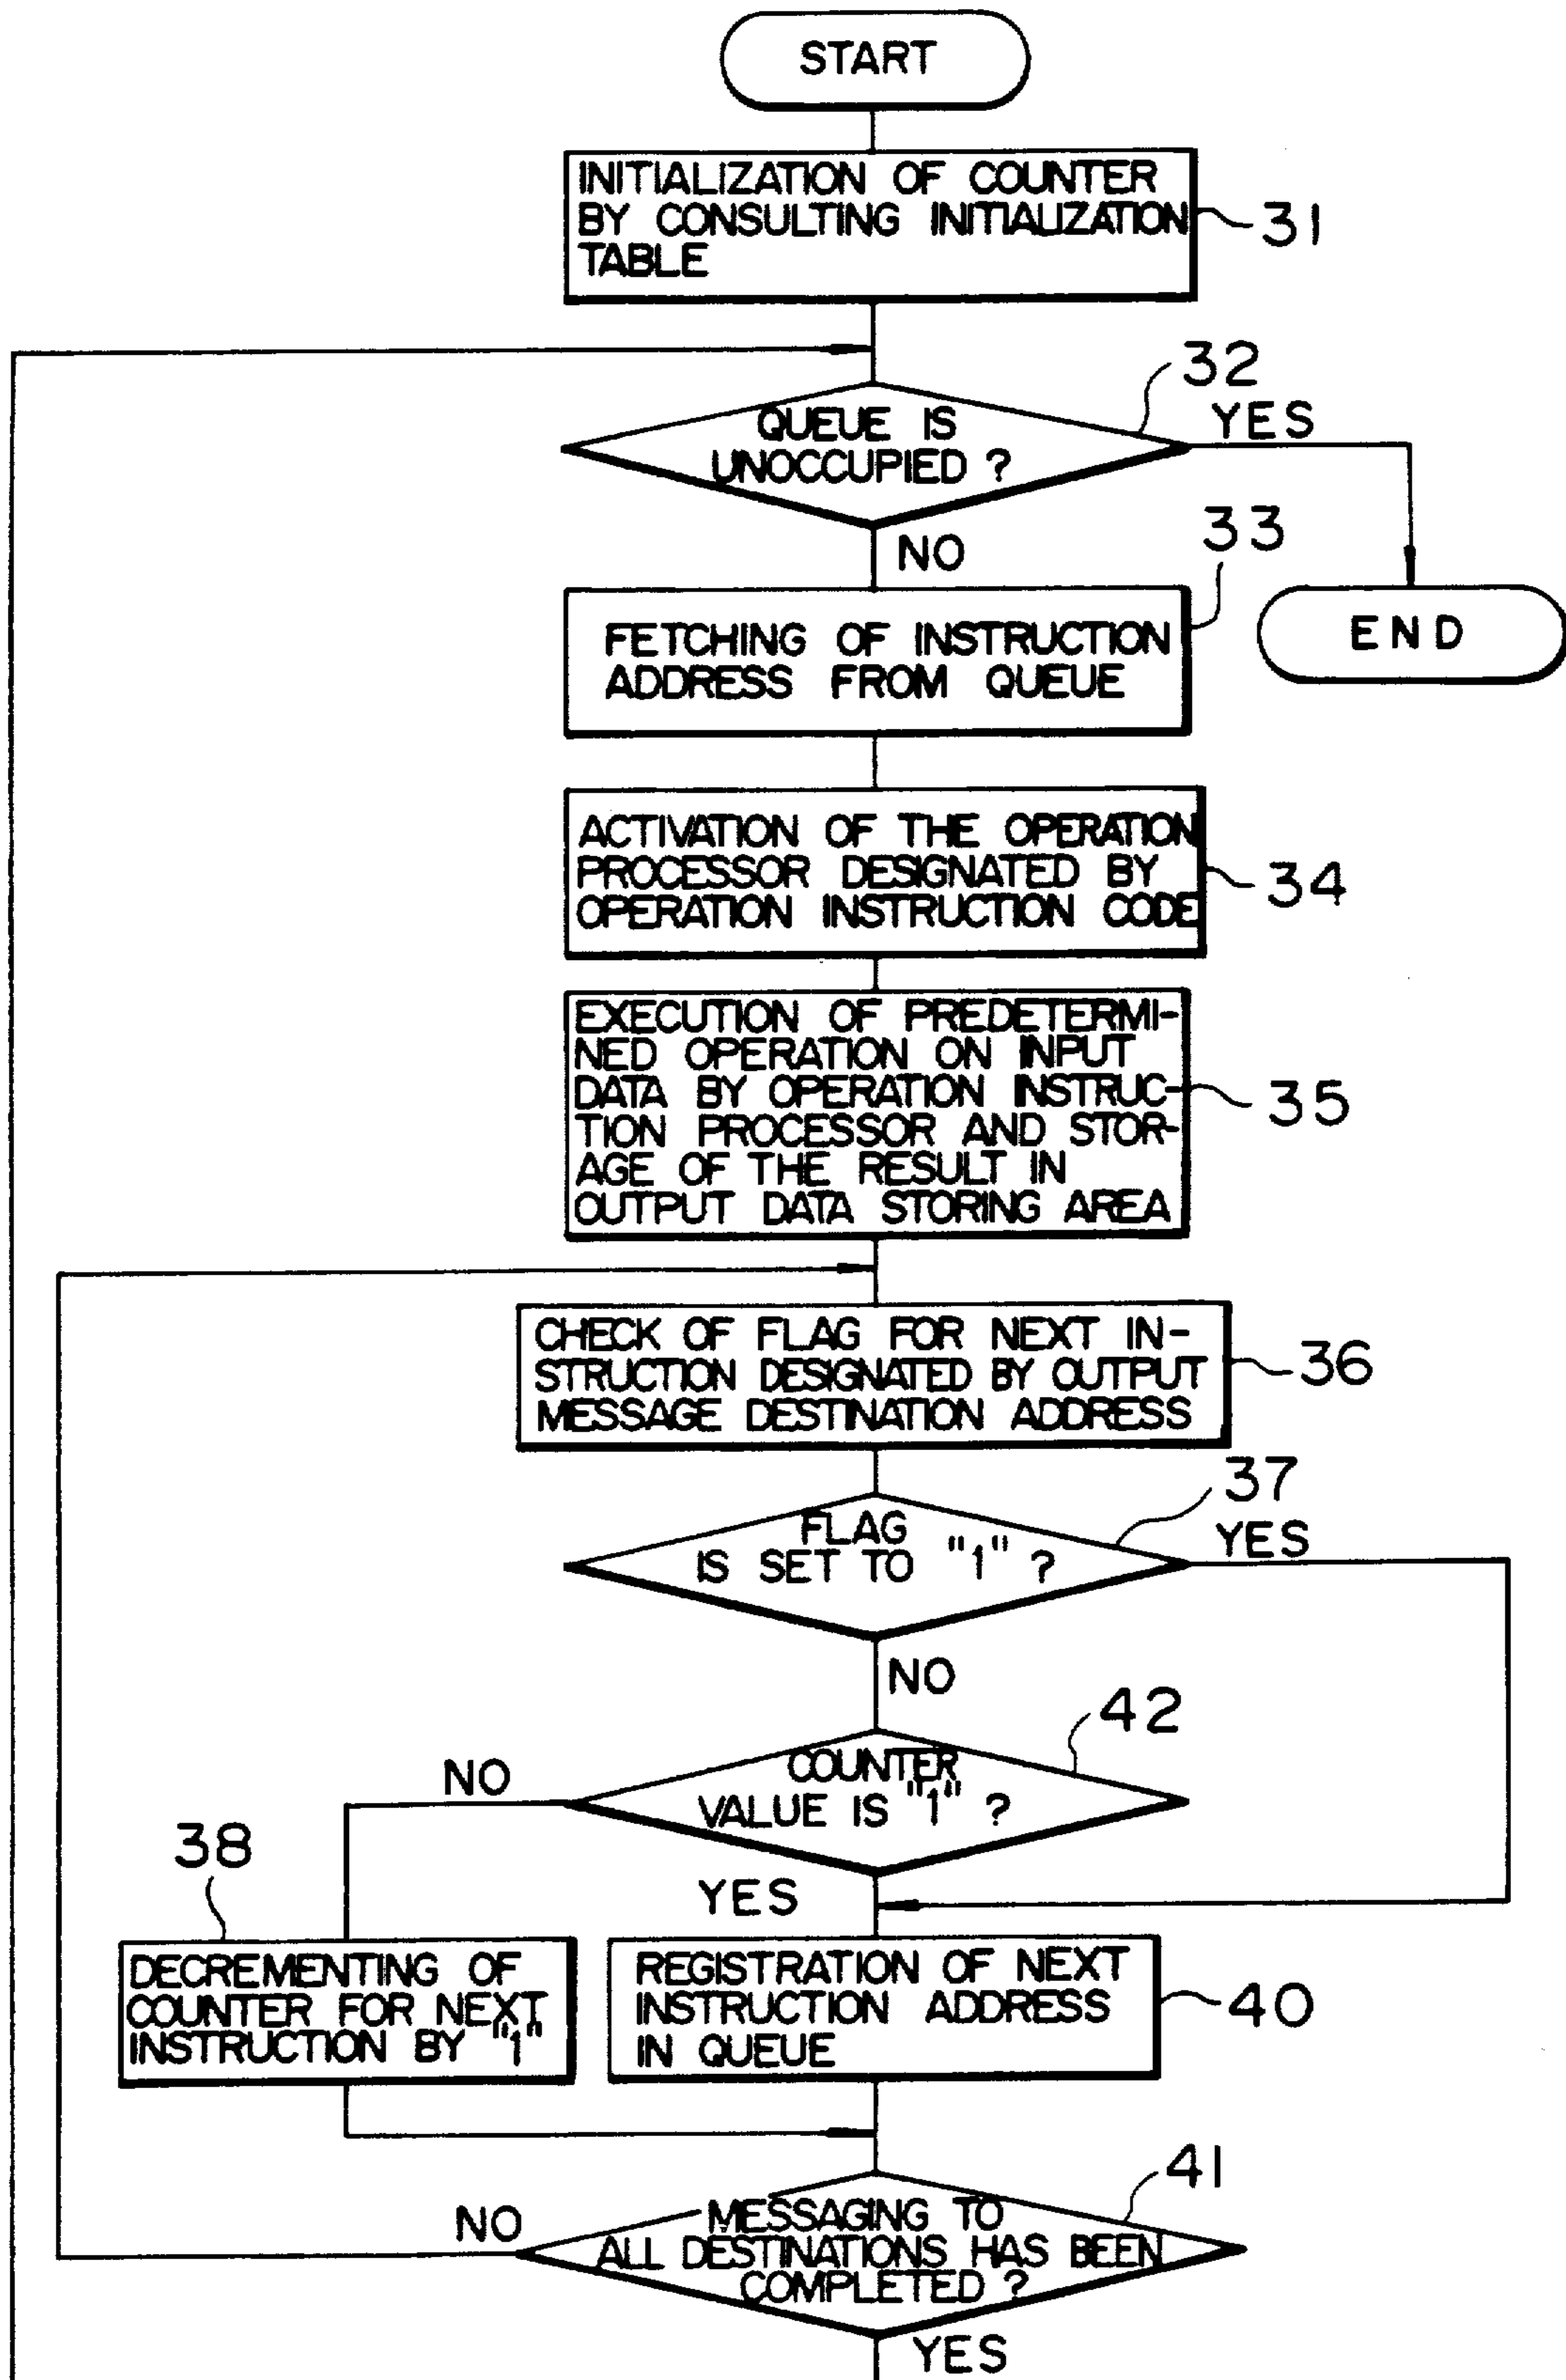 START
INITIALIZATION OF COUNTER
BY CONSULTING INITIALIZATION
TABLE
31
32
QUEUE IS
UNOCCUPIED ?
YES
NO
33
FETCHING OF INSTRUCTION
ADDRESS FROM QUEUE
END
ACTIVATION OF THE OPERATION
PROCESSOR DESIGNATED BY
OPERATION INSTRUCTION CODE
34
EXECUTION OF PREDETERMI-
NED OPERATION ON INPUT
DATA BY OPERATION INSTRUC-
TION PROCESSOR AND STOR-
AGE OF THE RESULT IN
OUTPUT DATA STORING AREA
35
CHECK OF FLAG FOR NEXT IN-
STRUCTION DESIGNATED BY OUTPUT
MESSAGE DESTINATION ADDRESS
36
37
FLAG
IS SET TO "1" ?
YES
NO
42
COUNTER
VALUE IS "1" ?
NO
YES
38
DECREMENTING OF
COUNTER FOR NEXT
INSTRUCTION BY "1"
REGISTRATION OF NEXT
INSTRUCTION ADDRESS
IN QUEUE
40
41
MESSAGING TO
ALL DESTINATIONS HAS BEEN
COMPLETED ?
NO
YES